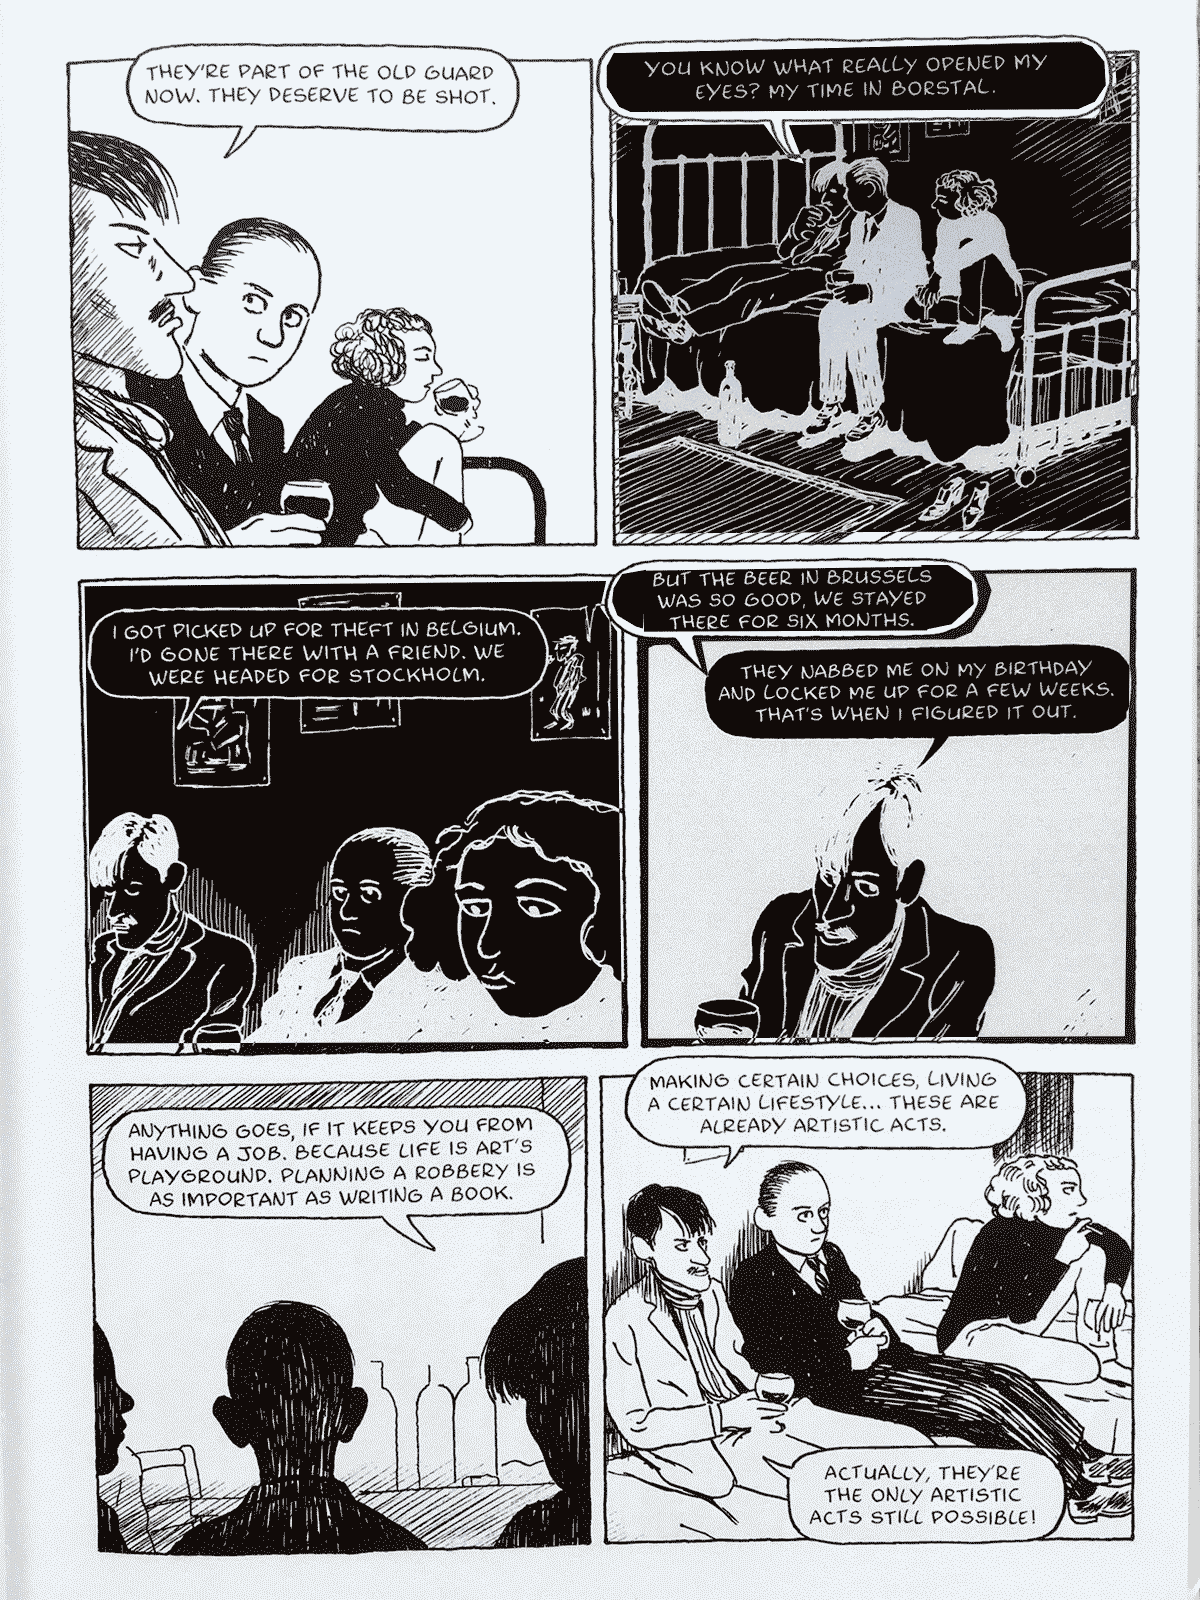 THEY'RE PART OF THE OLD GUARD
NOW. THEY DESERVE TO BE SHOT.
YOU KNOW WHAT REALLY OPENED MY
EYES? MY TIME IN BORSTAL.
I GOT PICKED UP FOR THEFT IN BELGIUM.
I'D GONE THERE WITH A FRIEND. WE
WERE HEADED FOR STOCKHOLM.
BUT THE BEER IN BRUSSELS
WAS SO GOOD, WE STAYED
THERE FOR SIX MONTHS.
THEY NABBED ME ON MY BIRTHDAY
AND LOCKED ME UP FOR A FEW WEEKS.
THAT'S WHEN I FIGURED IT OUT.
ANYTHING GOES, IF IT KEEPS YOU FROM
HAVING A JOB. BECAUSE LIFE IS ART'S
PLAYGROUND. PLANNING A ROBBERY IS
AS IMPORTANT AS WRITING A BOOK.
MAKING CERTAIN CHOICES, LIVING
A CERTAIN LIFESTYLE... THESE ARE
ALREADY ARTISTIC ACTS.
ACTUALLY, THEY'RE
THE ONLY ARTISTIC
ACTS STILL POSSIBLE!